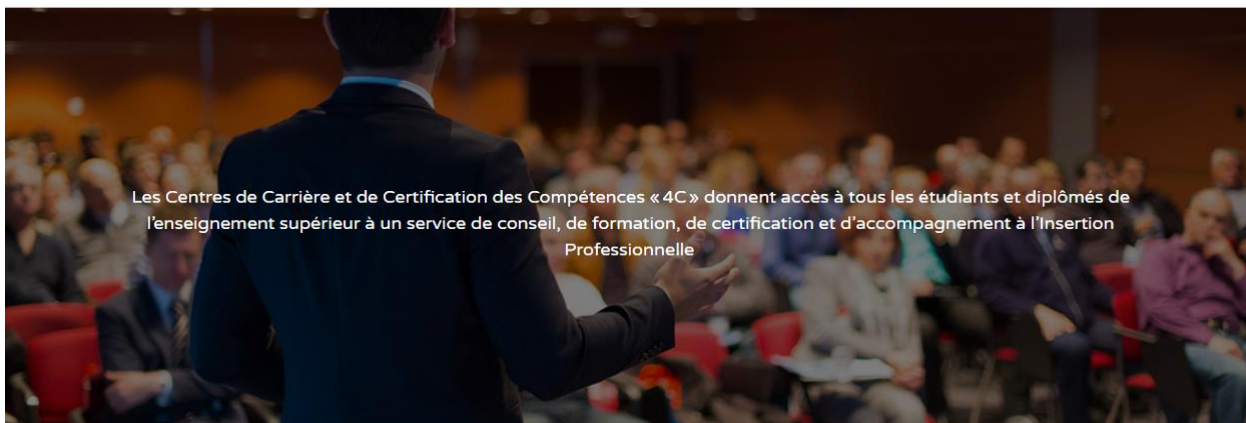 Les Centres de Carrière et de Certification des Compétences « 4C » donnent accès à tous les étudiants et diplômés de
l'enseignement supérieur à un service de conseil, de formation, de certification et d'accompagnement à l'Insertion
Professionnelle